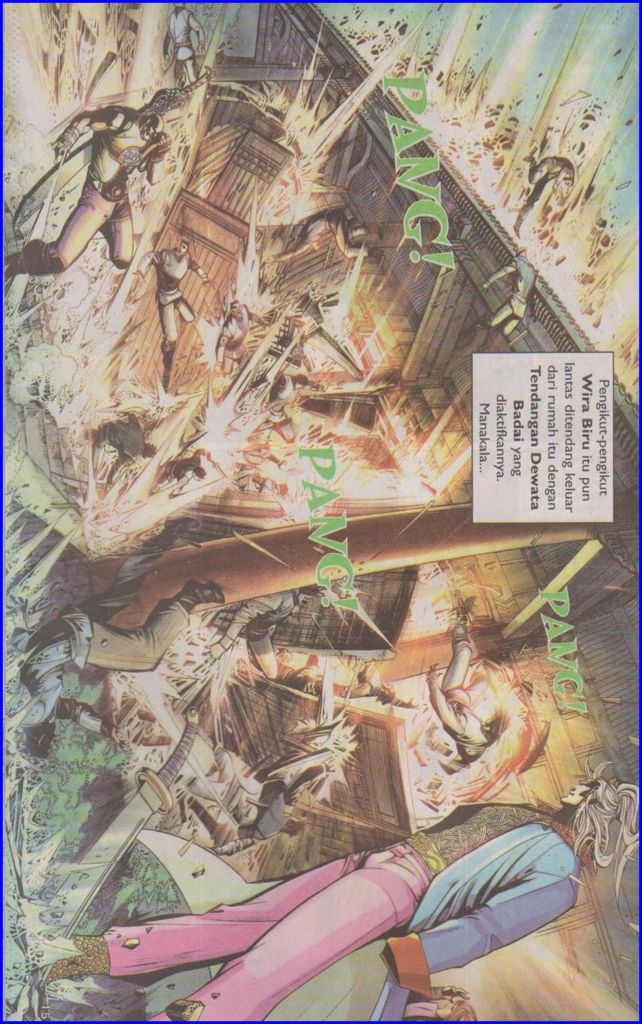 PANG!
Pengikut-pengikut
Wira Biru itu pun
lantas ditendang keluar
dari rumah itu dengan
Tendangan Dewata
Badai yang
diaktifkannya.
Manakala...
PANG!
PANG!
15